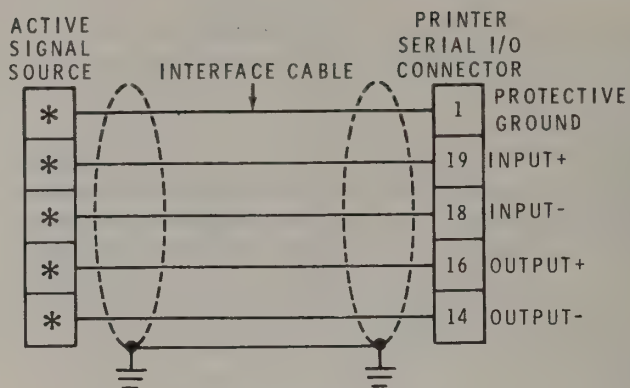 ACTIVE
SIGNAL
SOURCE
INTERFACE CABLE
PRINTER
SERIAL I/O
CONNECTOR
* 1 PROTECTIVE
GROUND
* 19 INPUT+
* 18 INPUT-
* 16 OUTPUT+
* 14 OUTPUT-